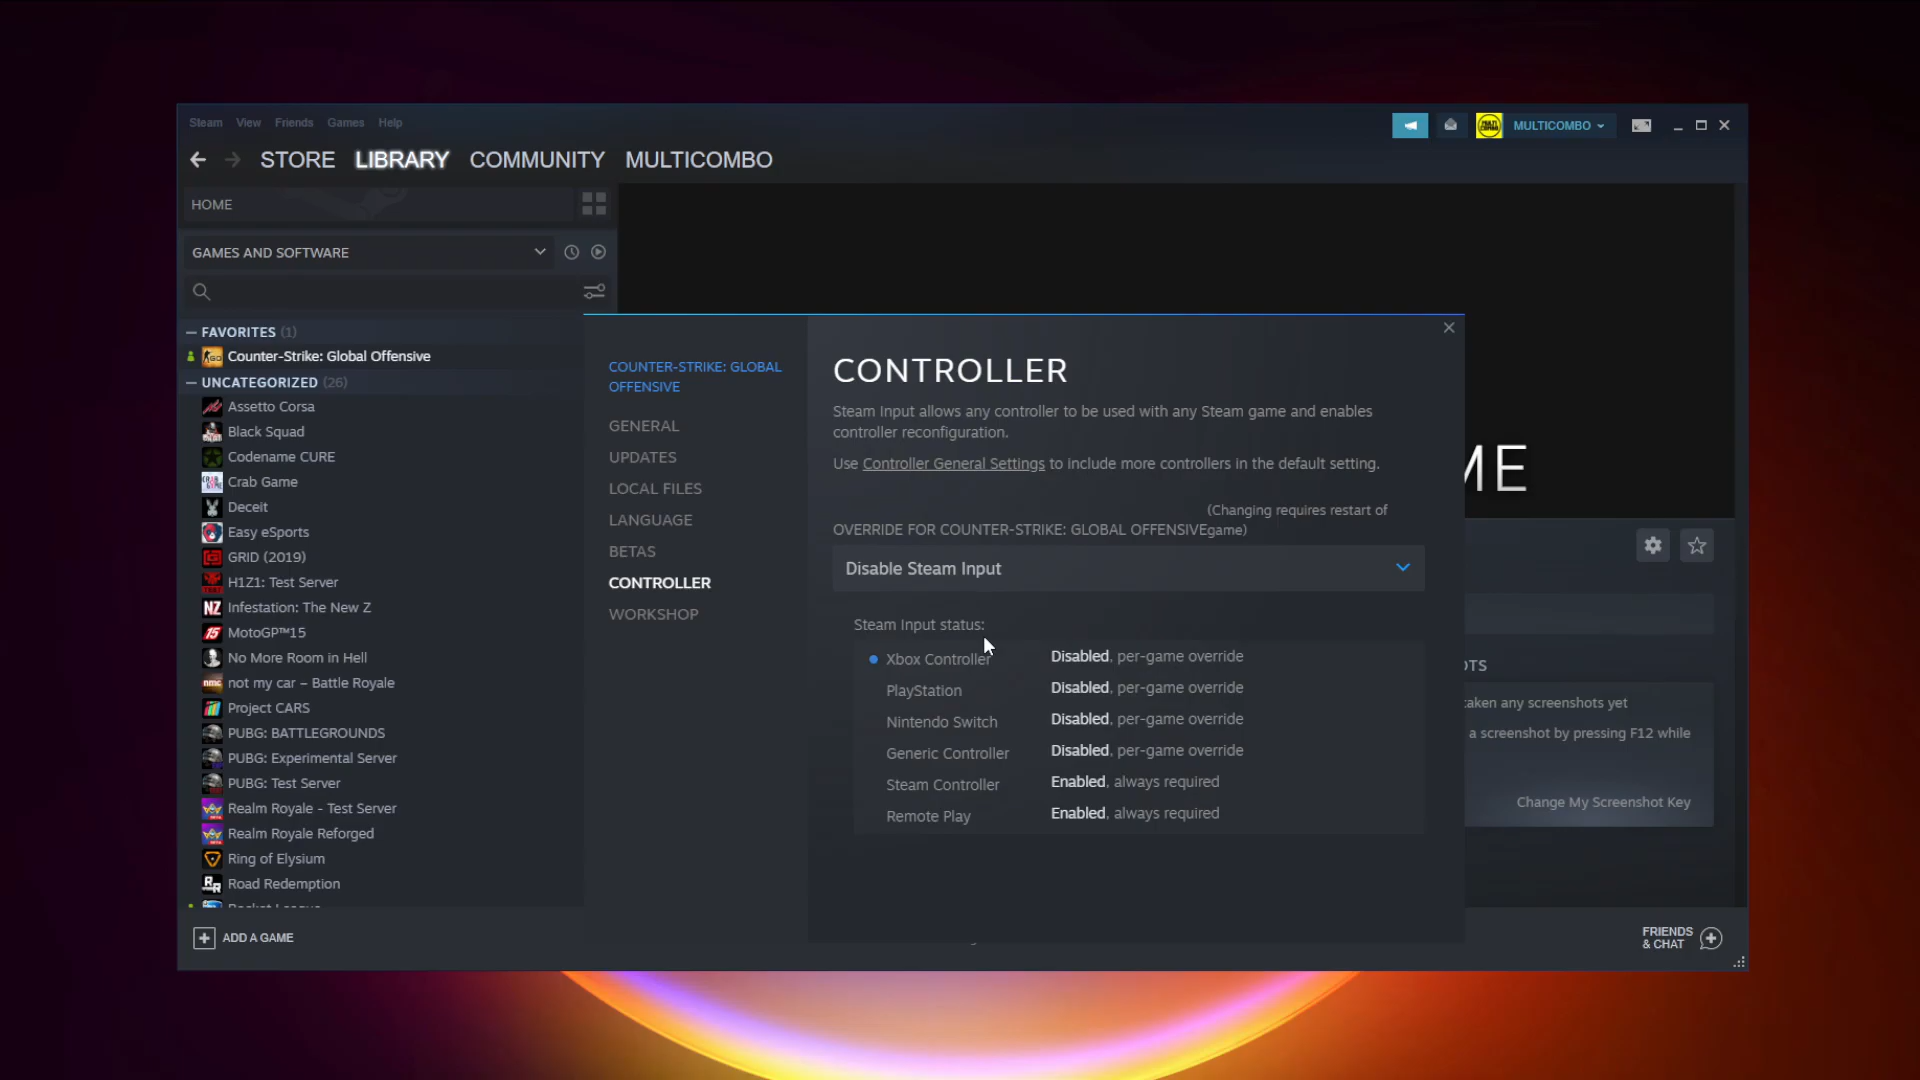 Steam View Friends Games Help
MULTICOMBO
STORE LIBRARY COMMUNITY MULTICOMBO
HOME
GAMES AND SOFTWARE
FAVORITES (1)
Counter-Strike: Global Offensive
UNCATEGORIZED (26)
Assetto Corsa
Black Squad
Codename CURE
Crab Game
Deceit
Easy eSports
GRID (2019)
H1Z1: Test Server
Infestation: The New Z
MotoGP™15
No More Room in Hell
not my car – Battle Royale
Project CARS
PUBG: BATTLEGROUNDS
PUBG: Experimental Server
PUBG: Test Server
Realm Royale - Test Server
Realm Royale Reforged
Ring of Elysium
Road Redemption
ADD A GAME
COUNTER-STRIKE: GLOBAL
OFFENSIVE
GENERAL
UPDATES
LOCAL FILES
LANGUAGE
BETAS
CONTROLLER
WORKSHOP
CONTROLLER
Steam Input allows any controller to be used with any Steam game and enables
controller reconfiguration.
Use Controller General Settings to include more controllers in the default setting.
(Changing requires restart of
OVERRIDE FOR COUNTER-STRIKE: GLOBAL OFFENSIVEgame)
Disable Steam Input
Steam Input status:
Xbox Controller Disabled, per-game override
PlayStation Disabled, per-game override
Nintendo Switch Disabled, per-game override
Generic Controller Disabled, per-game override
Steam Controller Enabled, always required
Remote Play Enabled, always required
ME
OTS
taken any screenshots yet
a screenshot by pressing F12 while
Change My Screenshot Key
FRIENDS
& CHAT